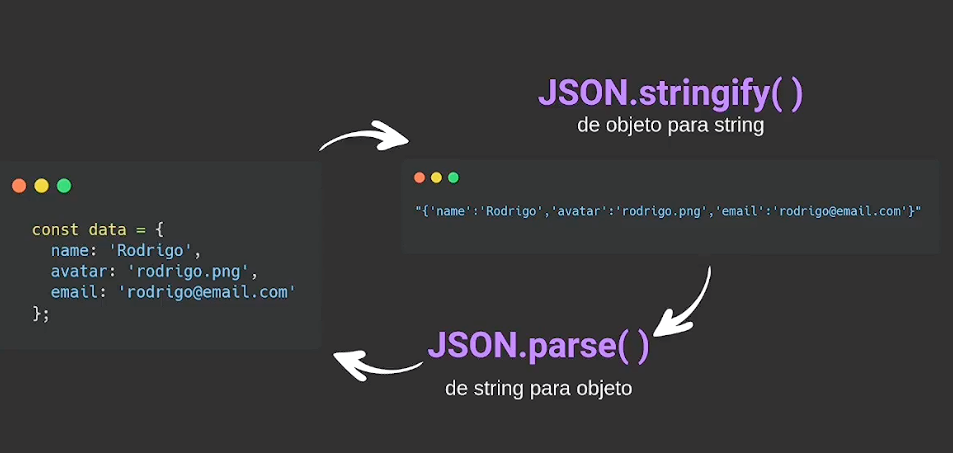 JSON.stringify( )
de objeto para string
const data = {
name: 'Rodrigo',
avatar: 'rodrigo.png',
email: 'rodrigo@email.com'
};
"{'name':'Rodrigo','avatar':'rodrigo.png','email':'rodrigo@email.com'}"
JSON.parse( )
de string para objeto